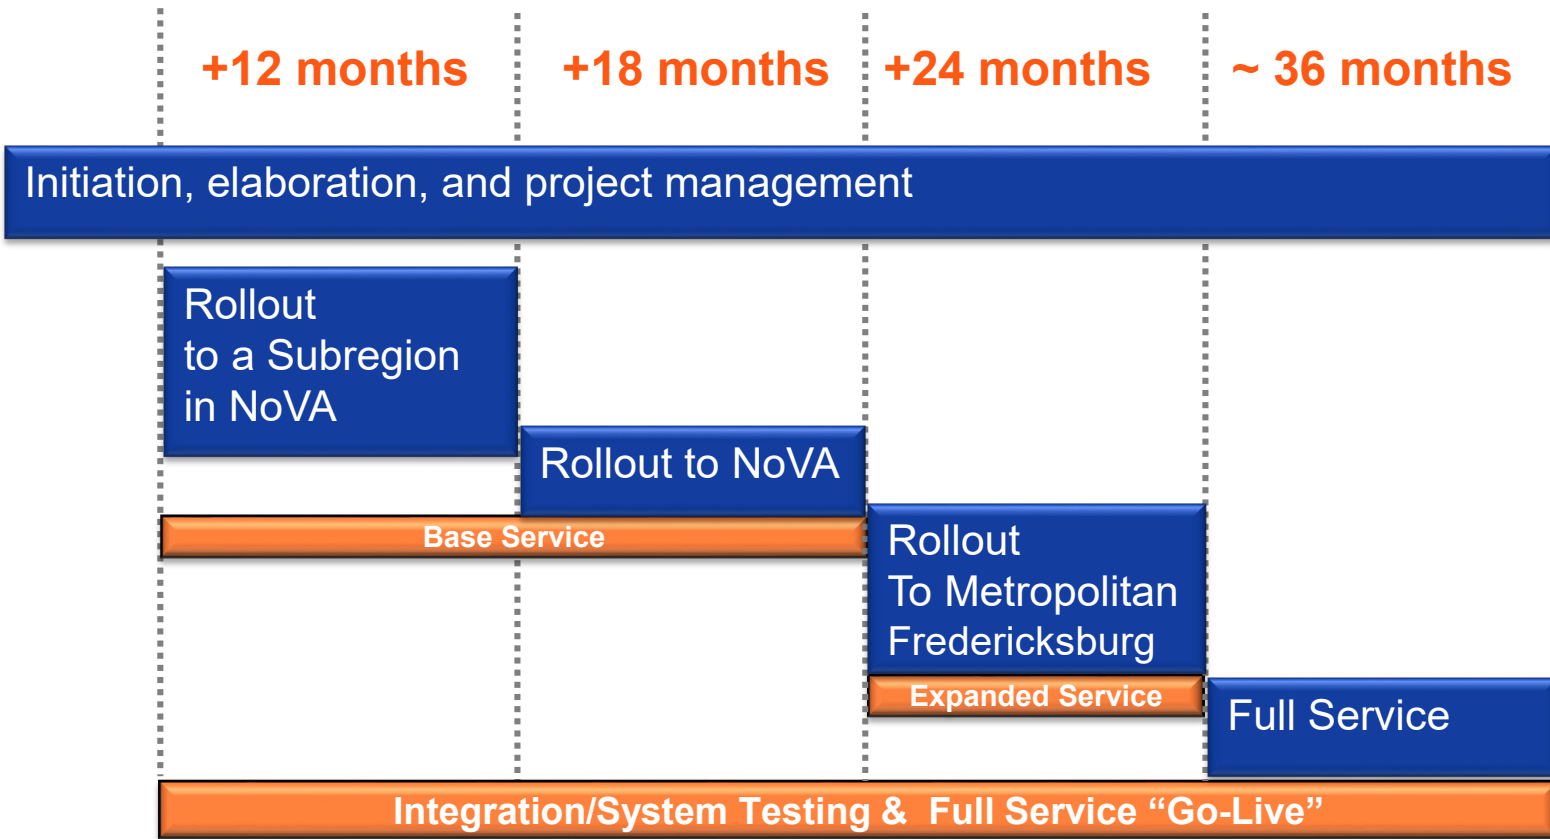 +12 months
+18 months
+24 months
~ 36 months
Initiation, elaboration, and project management
Rollout
to a Subregion
in NoVA
Rollout to NoVA
Base Service
Rollout
To Metropolitan
Fredericksburg
Expanded Service
Full Service
Integration/System Testing & Full Service “Go-Live”